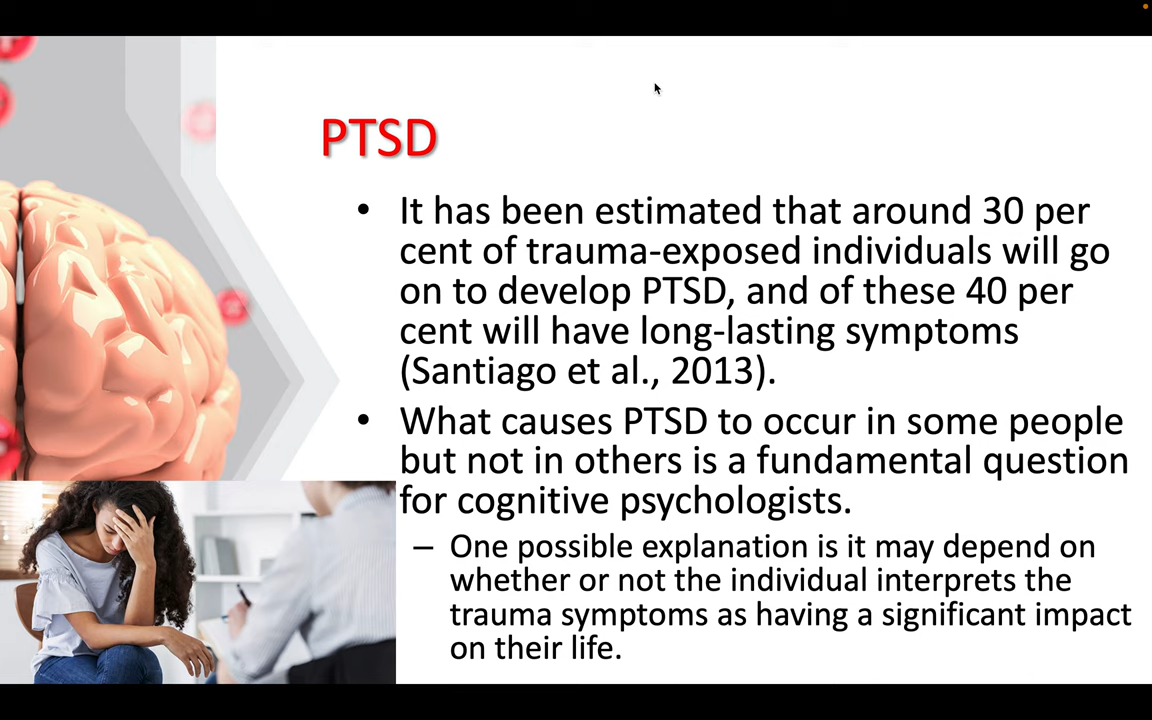 PTSD
• It has been estimated that around 30 per
cent of trauma-exposed individuals will go
on to develop PTSD, and of these 40 per
cent will have long-lasting symptoms
(Santiago et al., 2013).
• What causes PTSD to occur in some people
but not in others is a fundamental question
for cognitive psychologists.
– One possible explanation is it may depend on
whether or not the individual interprets the
trauma symptoms as having a significant impact
on their life.